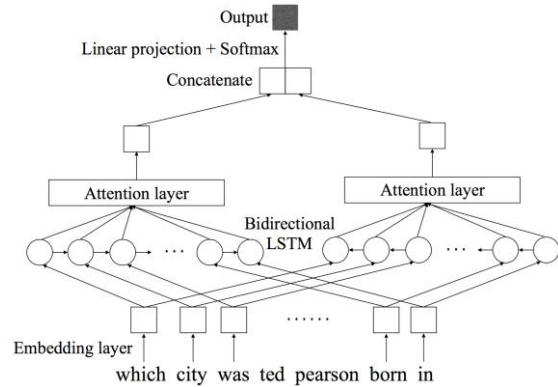 Output
Linear projection + Softmax
Concatenate
Attention layer
Attention layer
Bidirectional
LSTM
. . .
. . .
......
Embedding layer
which city was ted pearson born in